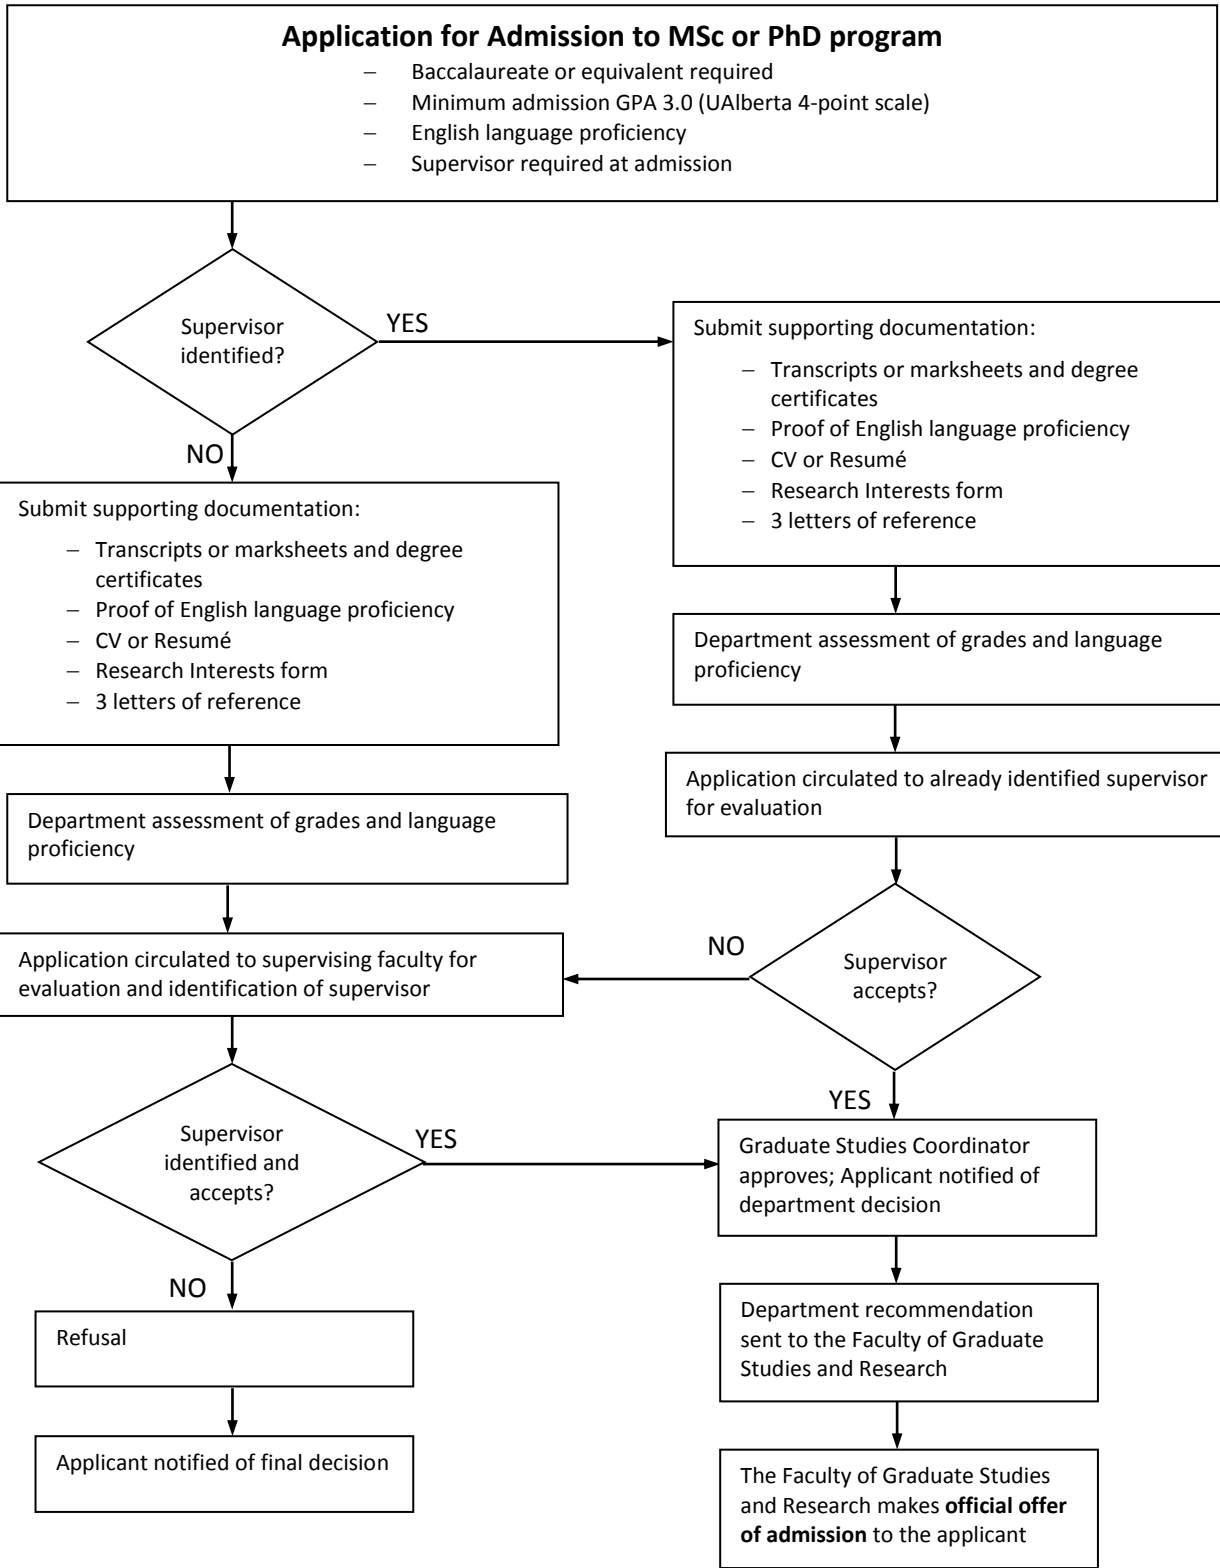 Application for Admission to MSc or PhD program
– Baccalaureate or equivalent required
– Minimum admission GPA 3.0 (UAlberta 4-point scale)
– English language proficiency
– Supervisor required at admission
Supervisor
identified?
YES
NO
Submit supporting documentation:
– Transcripts or marksheets and degree
certificates
– Proof of English language proficiency
– CV or Resumé
– Research Interests form
– 3 letters of reference
Department assessment of grades and language
proficiency
Application circulated to already identified supervisor
for evaluation
Supervisor
accepts?
NO
YES
Submit supporting documentation:
– Transcripts or marksheets and degree
certificates
– Proof of English language proficiency
– CV or Resumé
– Research Interests form
– 3 letters of reference
Department assessment of grades and language
proficiency
Application circulated to supervising faculty for
evaluation and identification of supervisor
Supervisor
identified and
accepts?
YES
NO
Refusal
Applicant notified of final decision
Graduate Studies Coordinator
approves; Applicant notified of
department decision
Department recommendation
sent to the Faculty of Graduate
Studies and Research
The Faculty of Graduate Studies
and Research makes official offer
of admission to the applicant